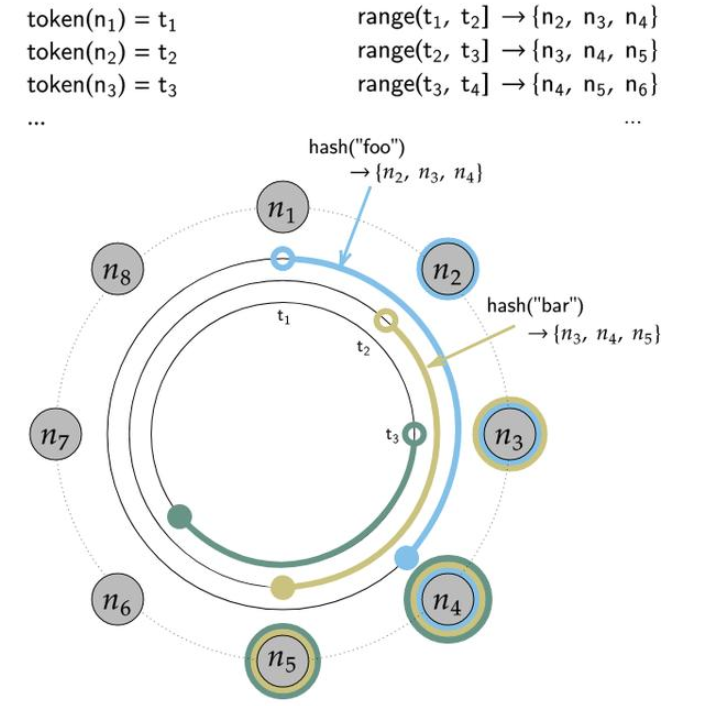 token(n₁) = t₁
token(n₂) = t₂
token(n₃) = t₃
...
range(t₁, t₂] → {n₂, n₃, n₄}
range(t₂, t₃] → {n₃, n₄, n₅}
range(t₃, t₄] → {n₄, n₅, n₆}
...
hash("foo")
→ {n₂, n₃, n₄}
n₁
n₈
n₂
t₁
hash("bar")
→ {n₃, n₄, n₅}
t₂
n₇
t₃
n₃
n₆
n₄
n₅